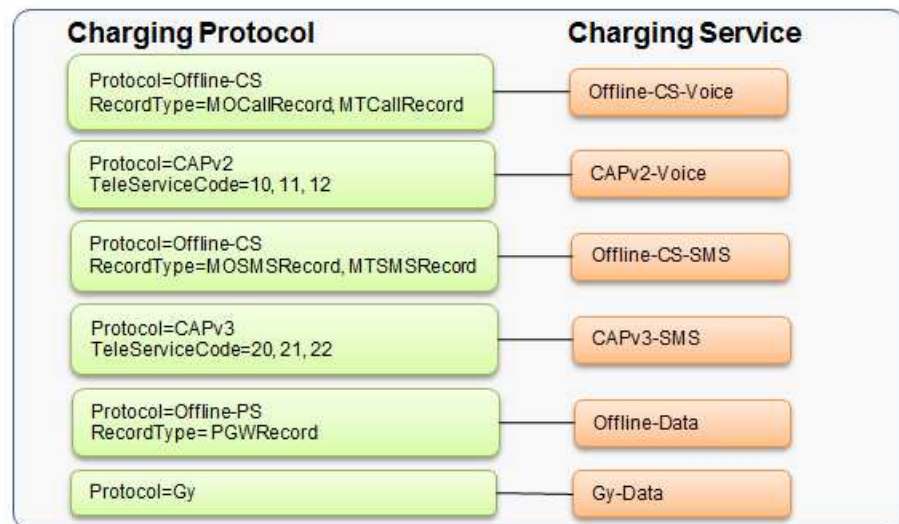 Charging Protocol
Charging Service
Protocol=Offline-CS
RecordType=MOCallRecord, MTCallRecord
Offline-CS-Voice
Protocol=CAPv2
TeleServiceCode=10, 11, 12
CAPv2-Voice
Protocol=Offline-CS
RecordType=MOSMSRecord, MTSMSRecord
Offline-CS-SMS
Protocol=CAPv3
TeleServiceCode=20, 21, 22
CAPv3-SMS
Protocol=Offline-PS
RecordType= PGWRecord
Offline-Data
Protocol=Gy
Gy-Data